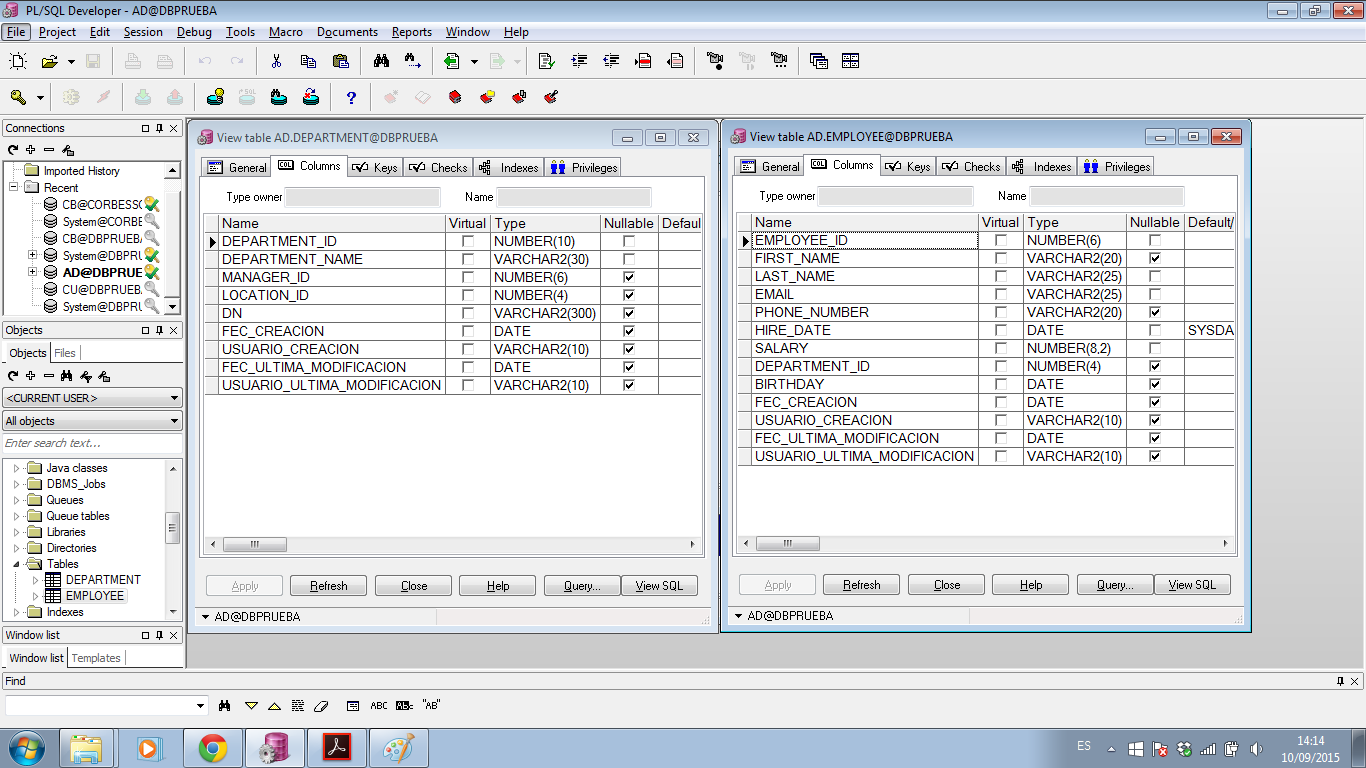 PL/SQL Developer - AD@DBPRUEBA
File Project Edit Session Debug Tools Macro Documents Reports Window Help
Connections
Imported History
Recent
CB@CORBESSO
System@CORBE
CB@DBPRUEBA
System@DBPRU
AD@DBPRUE
CU@DBPRUEBA
System@DBPRU
Objects
Objects Files
<CURRENT USER>
All objects
Enter search text...
Java classes
DBMS_Jobs
Queues
Queue tables
Libraries
Directories
Tables
DEPARTMENT
EMPLOYEE
Indexes
Window list
Window list Templates
View table AD.DEPARTMENT@DBPRUEBA
General Columns Keys Checks Indexes Privileges
Type owner Name
Name Virtual Type Nullable Defaul
DEPARTMENT_ID NUMBER(10)
DEPARTMENT_NAME VARCHAR2(30)
MANAGER_ID NUMBER(6)
LOCATION_ID NUMBER(4)
DN VARCHAR2(300)
FEC_CREACION DATE
USUARIO_CREACION VARCHAR2(10)
FEC_ULTIMA_MODIFICACION DATE
USUARIO_ULTIMA_MODIFICACION VARCHAR2(10)
Apply Refresh Close Help Query... View SQL
AD@DBPRUEBA
View table AD.EMPLOYEE@DBPRUEBA
General Columns Keys Checks Indexes Privileges
Type owner Name
Name Virtual Type Nullable Default/
EMPLOYEE_ID NUMBER(6)
FIRST_NAME VARCHAR2(20)
LAST_NAME VARCHAR2(25)
EMAIL VARCHAR2(25)
PHONE_NUMBER VARCHAR2(20)
HIRE_DATE DATE SYSDA
SALARY NUMBER(8,2)
DEPARTMENT_ID NUMBER(4)
BIRTHDAY DATE
FEC_CREACION DATE
USUARIO_CREACION VARCHAR2(10)
FEC_ULTIMA_MODIFICACION DATE
USUARIO_ULTIMA_MODIFICACION VARCHAR2(10)
Apply Refresh Close Help Query... View SQL
AD@DBPRUEBA
Find
ABC "AB"
ES
14:14
10/09/2015